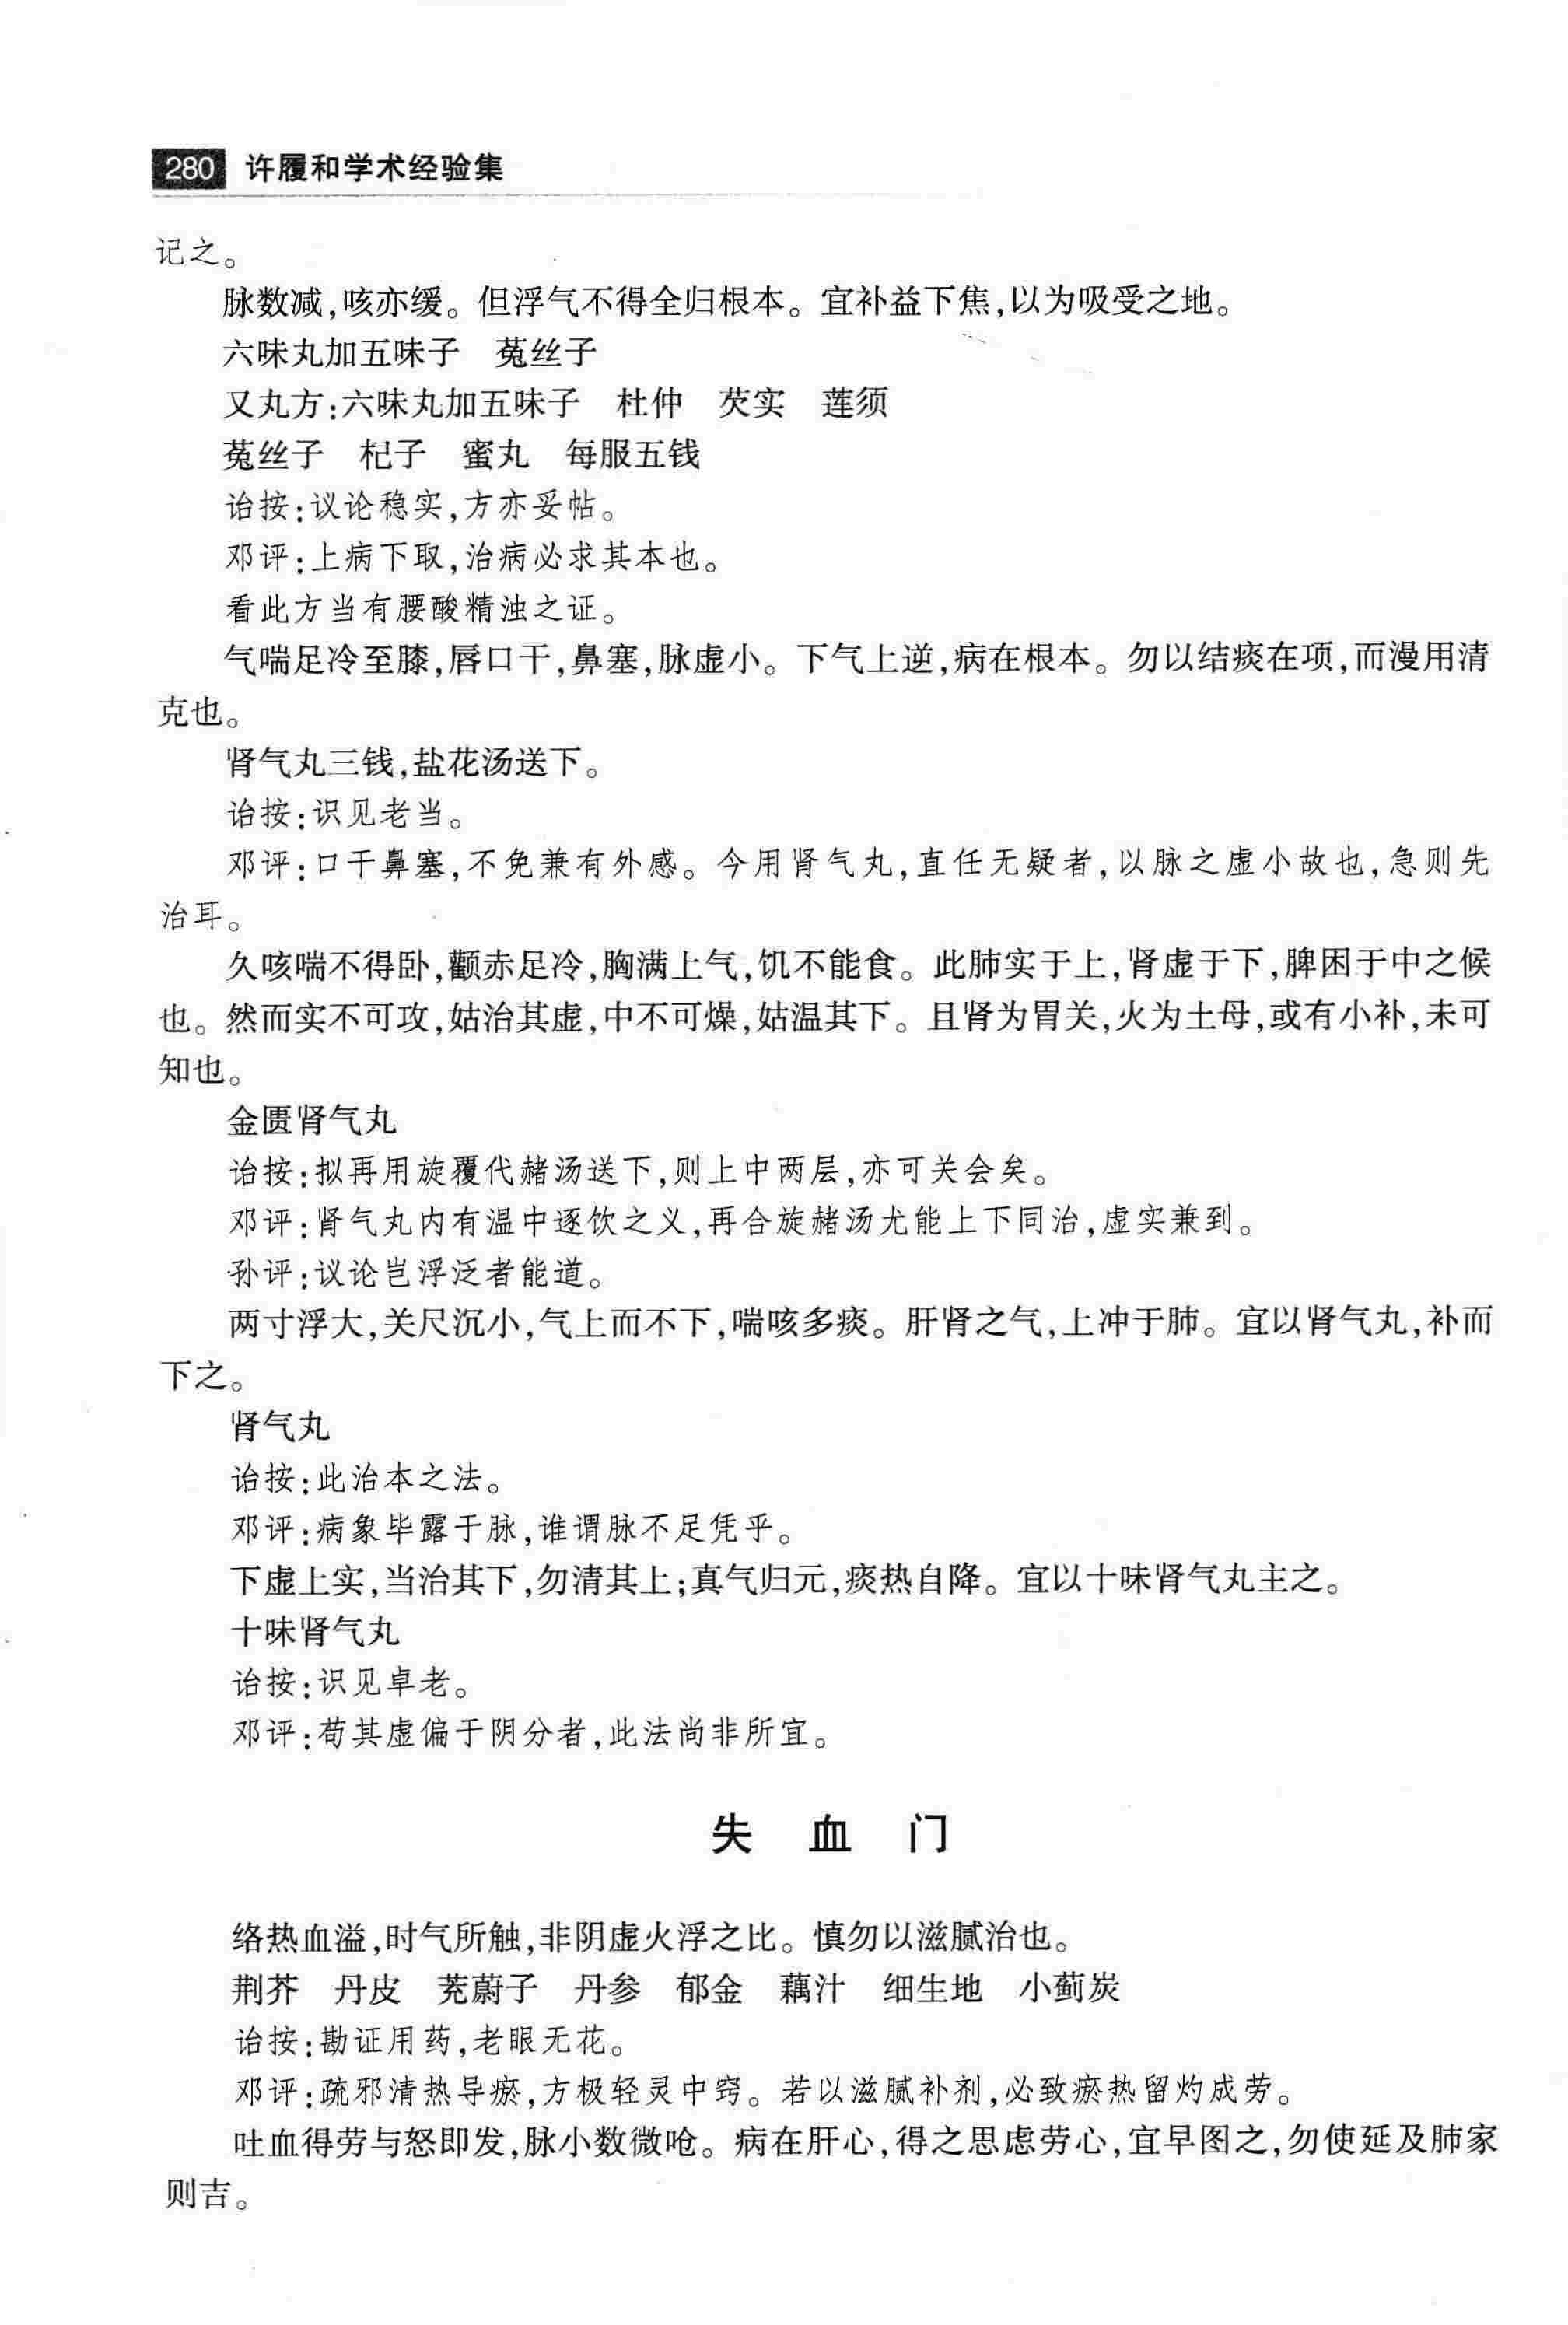 280 许履和学术经验集
记之。
脉数减,咳亦缓。但浮气不得全归根本。宜补益下焦,以为吸受之地。
六味丸加五味子 菟丝子
又丸方:六味丸加五味子 杜仲 芡实 莲须
菟丝子 杞子 蜜丸 每服五钱
诒按:议论稳实,方亦妥帖。
邓评:上病下取,治病必求其本也。
看此方当有腰酸精浊之证。
气喘足冷至膝,唇口干,鼻塞,脉虚小。下气上逆,病在根本。勿以结痰在项,而漫用清
克也。
肾气丸三钱,盐花汤送下。
诒按:识见老当。
邓评:口干鼻塞,不免兼有外感。今用肾气丸,直任无疑者,以脉之虚小故也,急则先
治耳。
久咳喘不得卧,颧赤足冷,胸满上气,饥不能食。此肺实于上,肾虚于下,脾困于中之候
也。然而实不可攻,姑治其虚,中不可燥,姑温其下。且肾为胃关,火为土母,或有小补,未可
知也。
金匮肾气丸
诒按:拟再用旋覆代赭汤送下,则上中两层,亦可关会矣。
邓评:肾气丸内有温中逐饮之义,再合旋赭汤尤能上下同治,虚实兼到。
孙评:议论岂浮泛者能道。
两寸浮大,关尺沉小,气上而不下,喘咳多痰。肝肾之气,上冲于肺。宜以肾气丸,补而
下之。
肾气丸
诒按:此治本之法。
邓评:病象毕露于脉,谁谓脉不足凭乎。
下虚上实,当治其下,勿清其上;真气归元,痰热自降。宜以十味肾气丸主之。
十味肾气丸
诒按:识见卓老。
邓评:苟其虚偏于阴分者,此法尚非所宜。
失 血 门
络热血溢,时气所触,非阴虚火浮之比。慎勿以滋腻治也。
荆芥 丹皮 茺蔚子 丹参 郁金 藕汁 细生地 小蓟炭
诒按:勘证用药,老眼无花。
邓评:疏邪清热导瘀,方极轻灵中窍。若以滋腻补剂,必致瘀热留灼成劳。
吐血得劳与怒即发,脉小数微呛。病在肝心,得之思虑劳心,宜早图之,勿使延及肺家
则吉。